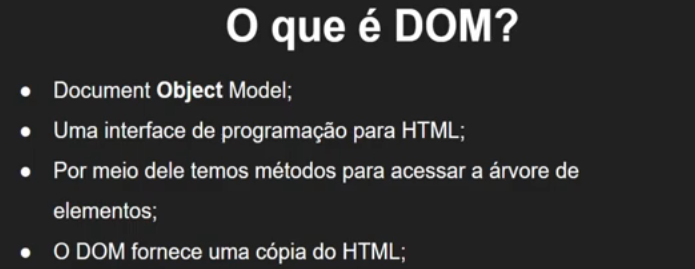 O que é DOM?
● Document Object Model;
● Uma interface de programação para HTML;
● Por meio dele temos métodos para acessar a árvore de
elementos;
● O DOM fornece uma cópia do HTML;